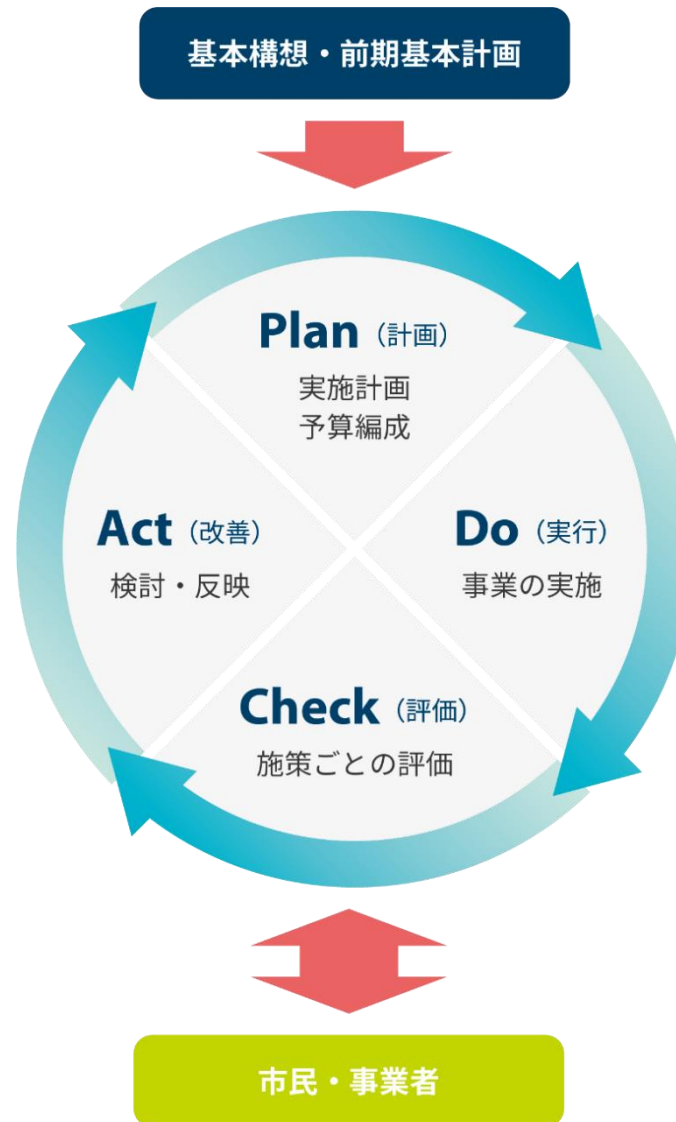 基本構想・前期基本計画
Plan（計画）
実施計画
予算編成
Act（改善）
検討・反映
Do（実行）
事業の実施
Check（評価）
施策ごとの評価
市民・事業者